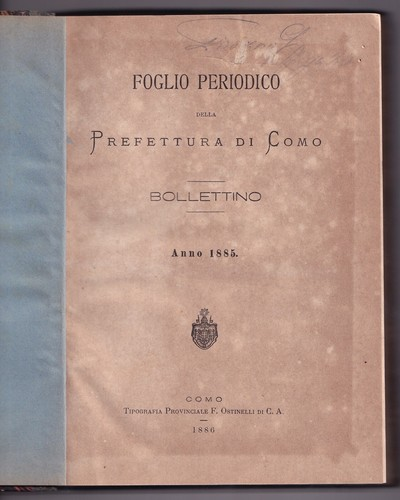 FOGLIO PERIODICO
DELLA
PREFETTURA DI COMO
BOLLETTINO
Anno 1885.
COMO
TIPOGRAFIA PROVINCIALE F. OSTINELLI DI C. A.
1886